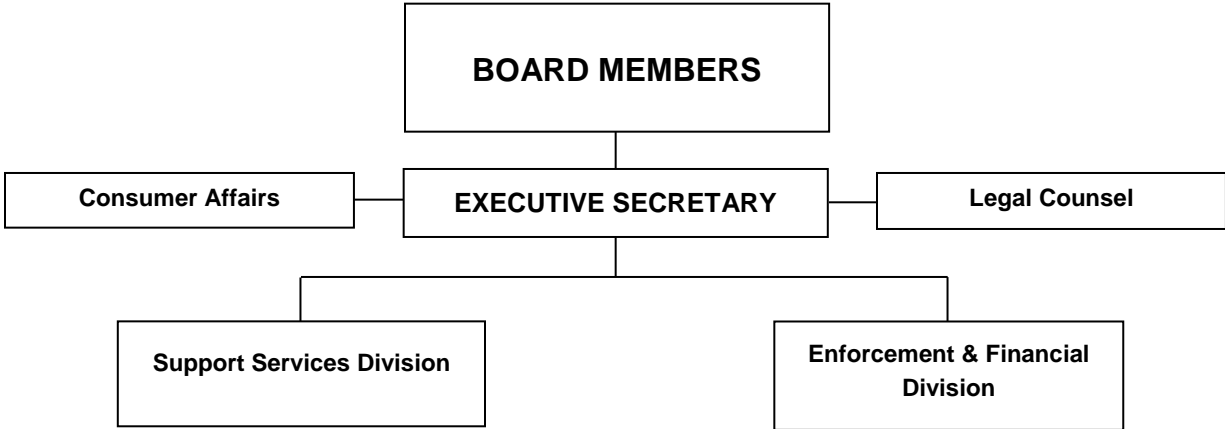 BOARD MEMBERS
Consumer Affairs
EXECUTIVE SECRETARY
Legal Counsel
Support Services Division
Enforcement & Financial
Division